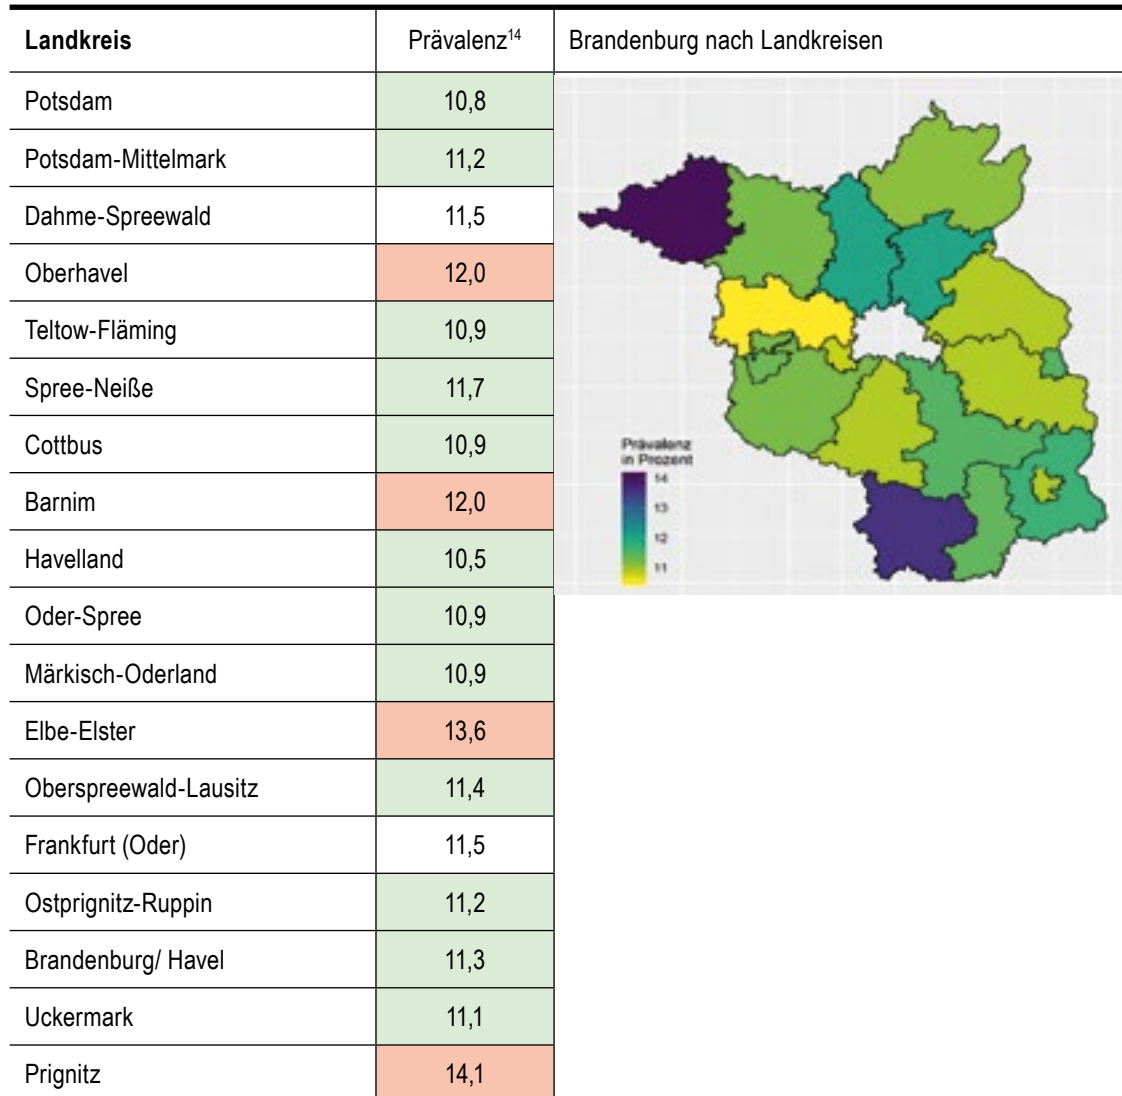 Landkreis Prävalenz14 Brandenburg nach Landkreisen
Potsdam 10,8
Potsdam-Mittelmark 11,2
Dahme-Spreewald 11,5
Oberhavel 12,0
Teltow-Fläming 10,9
Spree-Neiße 11,7
Cottbus 10,9
Barnim 12,0
Havelland 10,5
Oder-Spree 10,9
Märkisch-Oderland 10,9
Elbe-Elster 13,6
Oberspreewald-Lausitz 11,4
Frankfurt (Oder) 11,5
Ostprignitz-Ruppin 11,2
Brandenburg/ Havel 11,3
Uckermark 11,1
Prignitz 14,1
Prävalenz
in Prozent
14
13
12
11